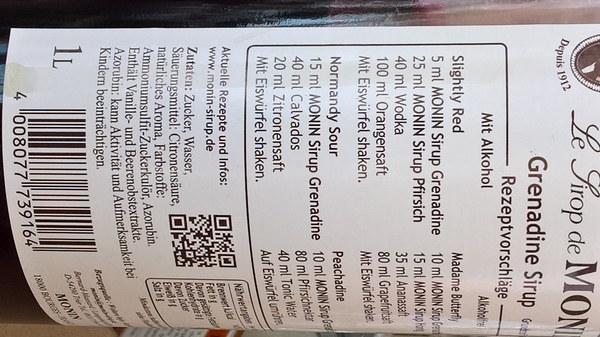 Depuis 1912
Le Sirop de MONIN
Grenadine Sirup
Rezeptvorschläge
Mit Alkohol
Slightly Red
5 ml MONIN Sirup Grenadine
25 ml MONIN Sirup Pfirsich
40 ml Wodka
100 ml Orangensaft
Mit Eiswürfel shaken.
Normandy Sour
15 ml MONIN Sirup Grenadine
40 ml Calvados
20 ml Zitronensaft
Mit Eiswürfel shaken.
Alkoholfrei
Madame Butterfly
10 ml MONIN Sirup
15 ml MONIN Sirup
35 ml Ananassaft
80 ml Grapefruitsaft
Mit Eiswürfel shaken.
Peachadine
10 ml MONIN Sirup
80 ml Pfirsichnektar
40 ml Tonic Water
Auf Eiswürfel
Aktuelle Rezepte und Infos:
www.monin-sirup.de
Zutaten: Zucker, Wasser,
Säuerungsmittel: Citronensäure,
natürliches Aroma, Farbstoffe:
Ammoniumsulfit-Zuckerkulör, Azorubin.
Enthält Vanille- und Beerenobstextrakte.
Azorubin: kann Aktivität und Aufmerksamkeit bei
Kindern beeinträchtigen.
1L
4 008077 739164
MONIN